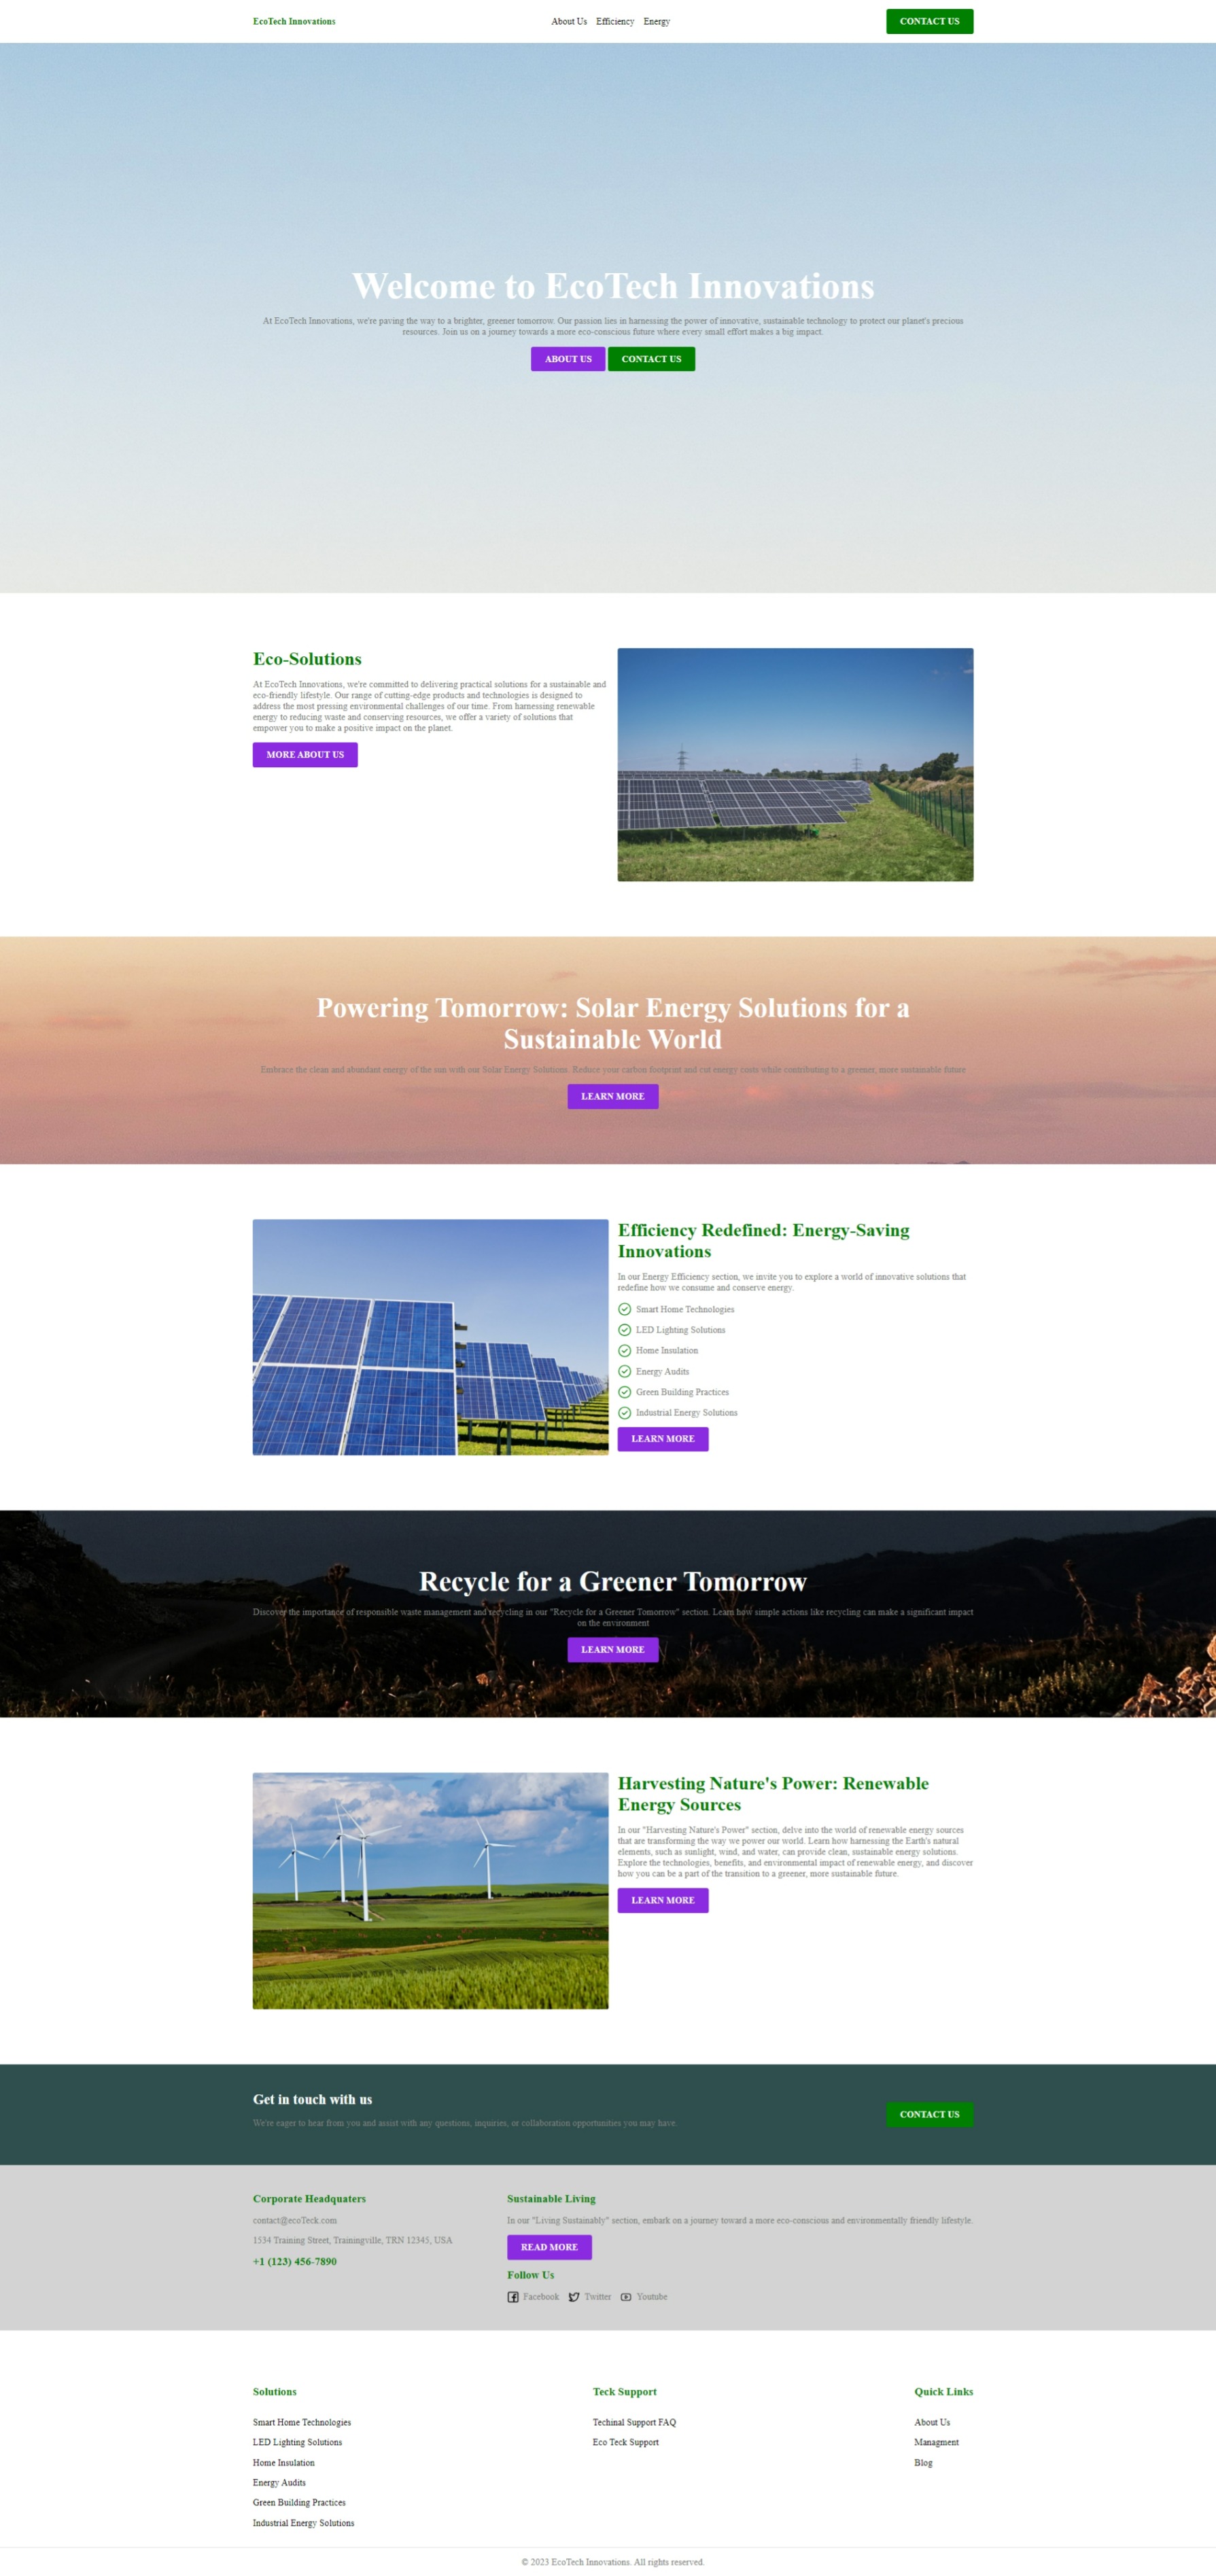 EcoTech Innovations
About Us Efficiency Energy
CONTACT US
Welcome to EcoTech Innovations
At EcoTech Innovations, we're paving the way to a brighter, greener tomorrow. Our passion lies in harnessing the power of innovative, sustainable technology to protect our planet's precious
resources. Join us on a journey towards a more eco-conscious future where every small effort makes a big impact.
ABOUT US CONTACT US
Eco-Solutions
At EcoTech Innovations, we're committed to delivering practical solutions for a sustainable and
eco-friendly lifestyle. Our range of cutting-edge products and technologies is designed to
address the most pressing environmental challenges of our time. From harnessing renewable
energy to reducing waste and conserving resources, we offer a variety of solutions that
empower you to make a positive impact on the planet.
MORE ABOUT US
Powering Tomorrow: Solar Energy Solutions for a
Sustainable World
Embrace the clean and abundant energy of the sun with our Solar Energy Solutions. Reduce your carbon footprint and cut energy costs while contributing to a greener, more sustainable future
LEARN MORE
Efficiency Redefined: Energy-Saving
Innovations
In our Energy Efficiency section, we invite you to explore a world of innovative solutions that
redefine how we consume and conserve energy.
Smart Home Technologies
LED Lighting Solutions
Home Insulation
Energy Audits
Green Building Practices
Industrial Energy Solutions
LEARN MORE
Recycle for a Greener Tomorrow
Discover the importance of responsible waste management and recycling in our "Recycle for a Greener Tomorrow" section. Learn how simple actions like recycling can make a significant impact
on the environment
LEARN MORE
Harvesting Nature's Power: Renewable
Energy Sources
In our "Harvesting Nature's Power" section, delve into the world of renewable energy sources
that are transforming the way we power our world. Learn how harnessing the Earth's natural
elements, such as sunlight, wind, and water, can provide clean, sustainable energy solutions.
Explore the technologies, benefits, and environmental impact of renewable energy, and discover
how you can be a part of the transition to a greener, more sustainable future.
LEARN MORE
Get in touch with us
We're eager to hear from you and assist with any questions, inquiries, or collaboration opportunities you may have.
CONTACT US
Corporate Headquaters
contact@ecoTeck.com
1534 Training Street, Trainingville, TRN 12345, USA
+1 (123) 456-7890
Sustainable Living
In our "Living Sustainably" section, embark on a journey toward a more eco-conscious and environmentally friendly lifestyle.
READ MORE
Follow Us
Facebook Twitter Youtube
Solutions
Smart Home Technologies
LED Lighting Solutions
Home Insulation
Energy Audits
Green Building Practices
Industrial Energy Solutions
Teck Support
Techinal Support FAQ
Eco Teck Support
Quick Links
About Us
Managment
Blog
© 2023 EcoTech Innovations. All rights reserved.